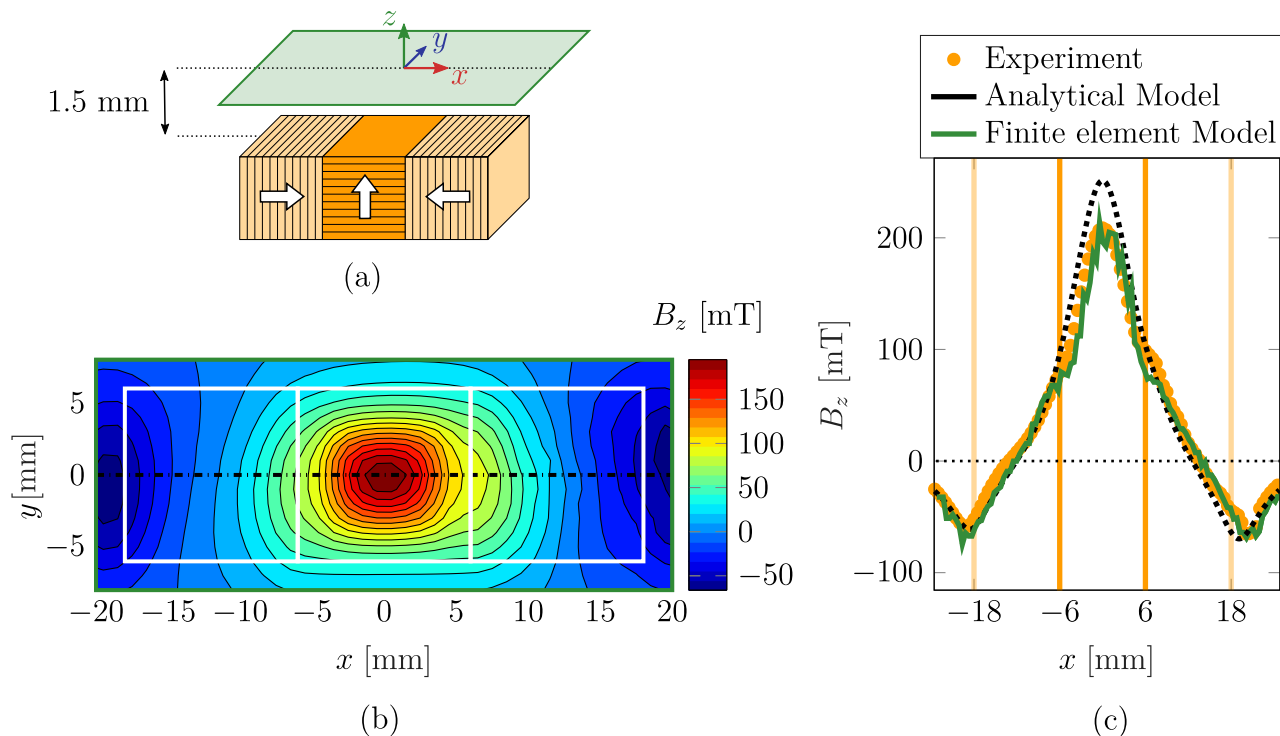 z
y
x
1.5 mm
(a)
B_z [mT]
150
100
50
0
−50
5
0
−5
y[mm]
−20 −15 −10 −5 0 5 10 15 20
x [mm]
(b)
Experiment
Analytical Model
Finite element Model
200
100
0
−100
B_z [mT]
−18 −6 6 18
x [mm]
(c)